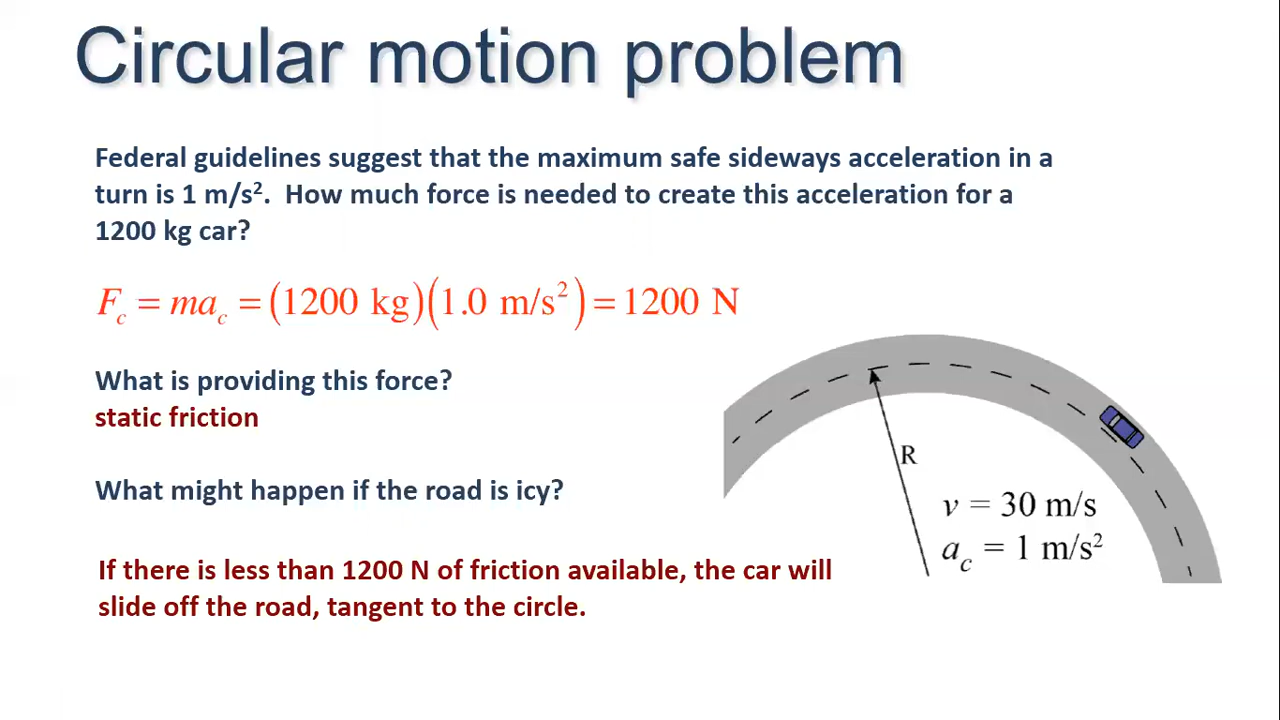 Circular motion problem
Federal guidelines suggest that the maximum safe sideways acceleration in a
turn is 1 m/s². How much force is needed to create this acceleration for a
1200 kg car?
F_c = ma_c = (1200 kg)(1.0 m/s²) = 1200 N
What is providing this force?
static friction
What might happen if the road is icy?
If there is less than 1200 N of friction available, the car will
slide off the road, tangent to the circle.
R
v = 30 m/s
a_c = 1 m/s²